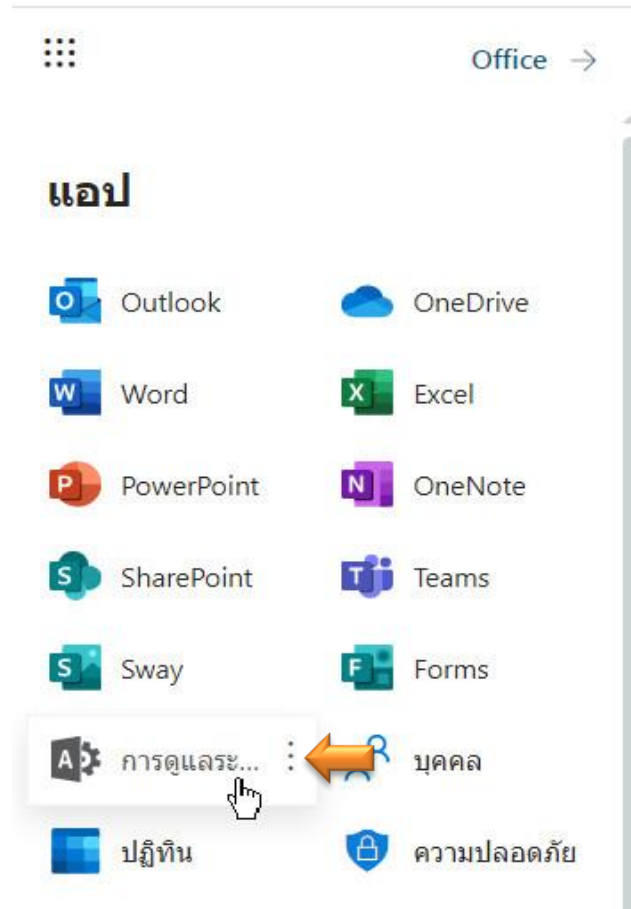 Office →
แอป
Outlook OneDrive
Word Excel
PowerPoint OneNote
SharePoint Teams
Sway Forms
การดูแลระ... บุคคล
ปฏิทิน ความปลอดภัย